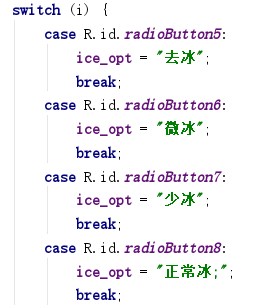 switch (i) {
case R.id.radioButton5:
ice_opt = "去冰";
break;
case R.id.radioButton6:
ice_opt = "微冰";
break;
case R.id.radioButton7:
ice_opt = "少冰";
break;
case R.id.radioButton8:
ice_opt = "正常冰;";
break;